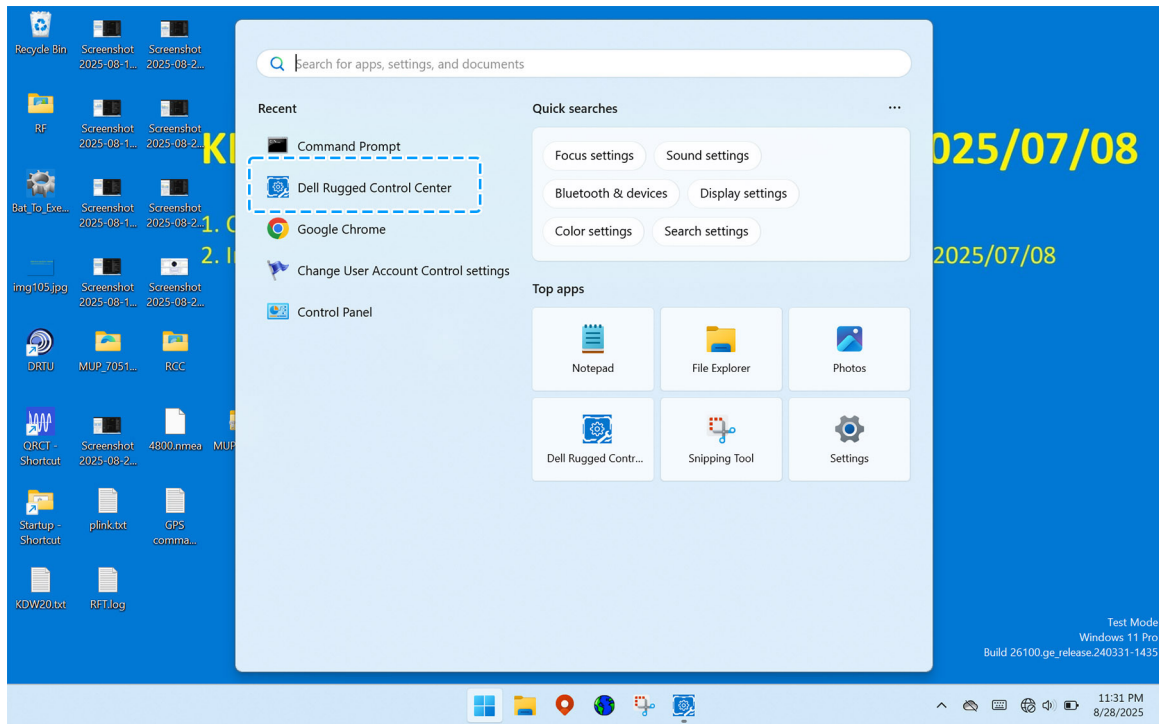 Recycle Bin
Screenshot
2025-08-1...
Screenshot
2025-08-2...
RF
Screenshot
2025-08-1...
Screenshot
2025-08-2...
Bat_To_Exe...
Screenshot
2025-08-1...
Screenshot
2025-08-2...
img105.jpg
Screenshot
2025-08-1...
Screenshot
2025-08-2...
DRTU
MUP_7051...
RCC
QRCT -
Shortcut
Screenshot
2025-08-2...
4800.nmea
MUP
Startup -
Shortcut
plink.txt
GPS
comma...
KDW20.txt
RFT.log
025/07/08
1.
2.
2025/07/08
Search for apps, settings, and documents
Recent
Command Prompt
Dell Rugged Control Center
Google Chrome
Change User Account Control settings
Control Panel
Quick searches
...
Focus settings
Sound settings
Bluetooth & devices
Display settings
Color settings
Search settings
Top apps
Notepad
File Explorer
Photos
Dell Rugged Contr...
Snipping Tool
Settings
Test Mode
Windows 11 Pro
Build 26100.ge_release.240331-1435
11:31 PM
8/28/2025